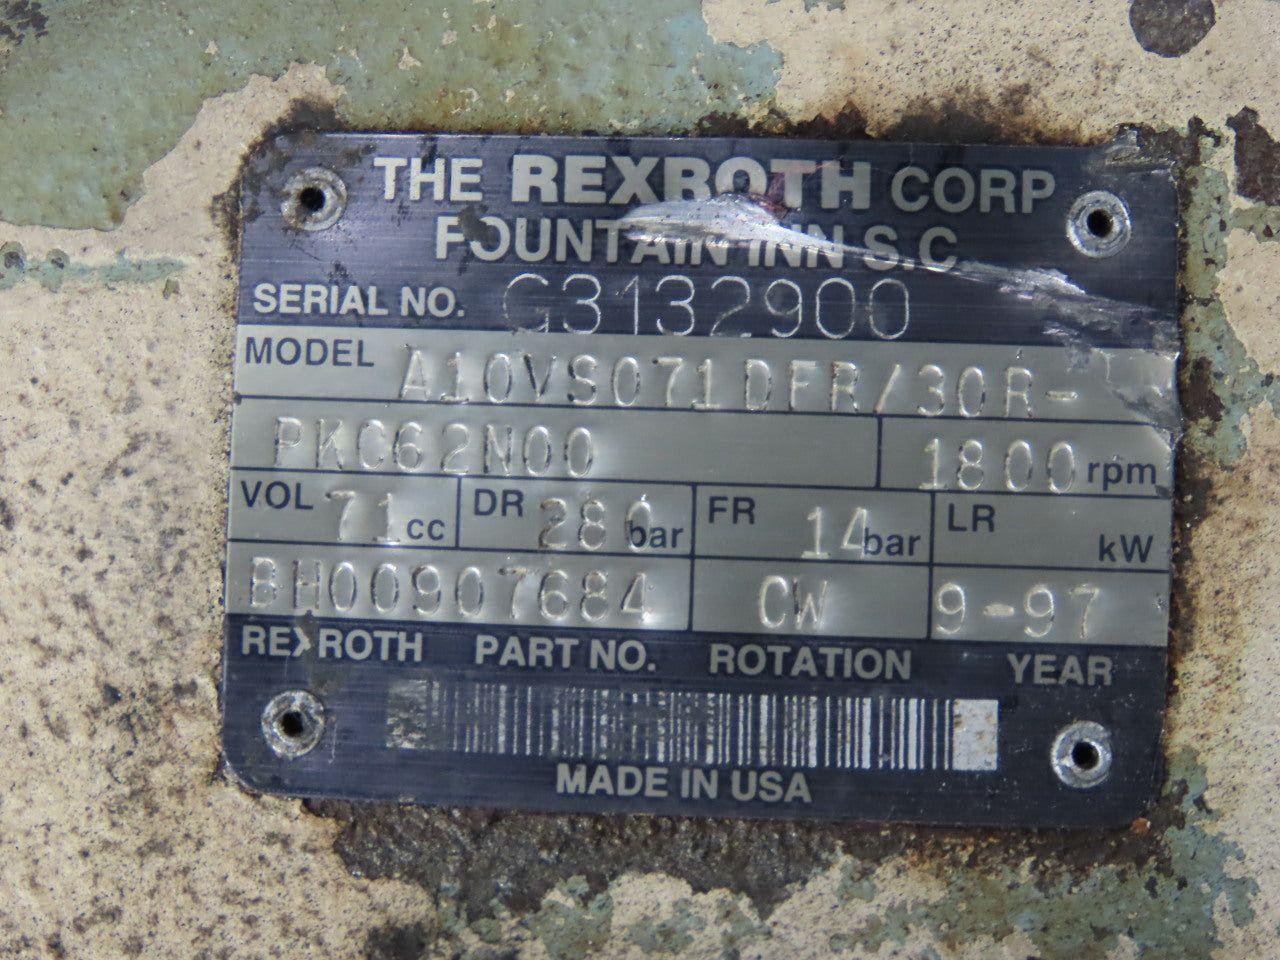 THE REXROTH CORP
FOUNTAIN INN S.C
SERIAL NO. G3132900
MODEL A10VSO71DFR/30R-
PKC62N00 1800 rpm
VOL 71 cc DR 280 bar FR 14 bar LR kW
BH00907684 CW 9-97
REXROTH PART NO. ROTATION YEAR
MADE IN USA